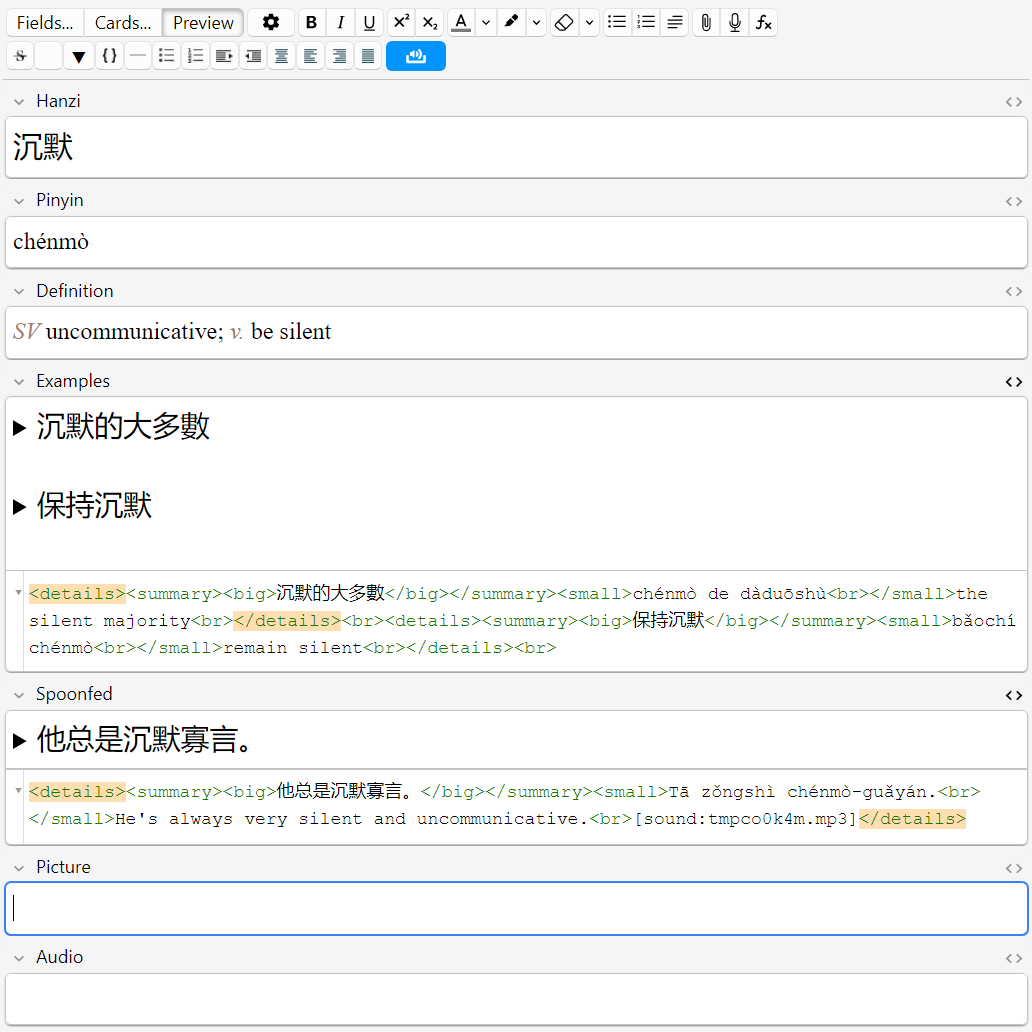 Fields...
Cards...
Preview
B I U x² x₂ A fx
S {}
Hanzi
沉默
Pinyin
chénmò
Definition
SV uncommunicative; v. be silent
Examples
沉默的大多數
保持沉默
<details><summary><big>沉默的大多數</big></summary><small>chénmò de dàduōshù<br></small>the
silent majority<br></details><br><details><summary><big>保持沉默</big></summary><small>bǎochí
chénmò<br></small>remain silent<br></details><br>
Spoonfed
他总是沉默寡言。
<details><summary><big>他总是沉默寡言。</big></summary><small>Tā zǒngshì chénmò-guǎyán.<br>
</small>He's always very silent and uncommunicative.<br>[sound:tmpco0k4m.mp3]</details>
Picture
Audio